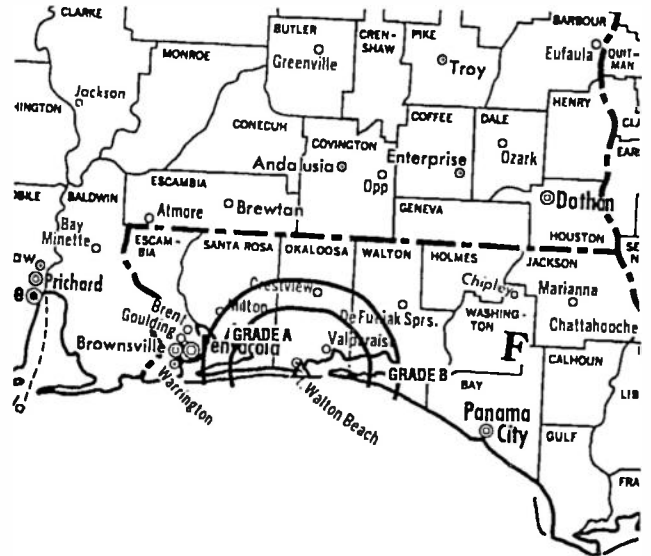 CLARKE
BUTLER
CREN-
SHAW
PIKE
BARBOUR
Greenville
Troy
Eufaula
QUIT-
MAN
MONROE
Jackson
HENRY
CONECUH
COFFEE
DALE
COVINGTON
Andalusia
Enterprise
Ozark
Opp
ESCAMBIA
BALDWIN
Atmore
Brewton
GENEVA
Dothan
HOUSTON
Bay
Minette
ESCAM-
BIA
SANTA ROSA
OKALOOSA
WALTON
HOLMES
JACKSON
Prichard
Crestview
Chipley
Marianna
Milton
De Funiak Sprs.
WASHING-
TON
Chattahooche
Brent
Goulding
GRADE A
F
Brownsville
Valparais
CALHOUN
GRADE B
BAY
Warrington
Walton Beach
Panama
City
GULF